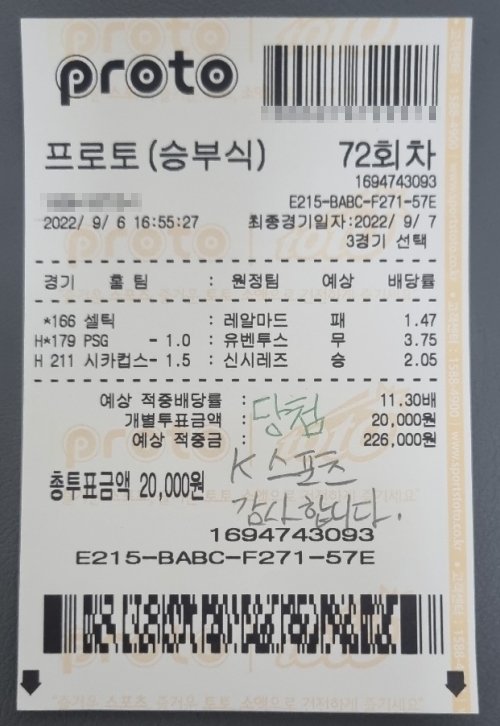 proto
프로토(승부식) 72회차
1694743093
E215-BABC-F271-57E
2022/ 9/ 6 16:55:27 최종경기일자:2022/ 9/ 7
3경기 선택
경기 홈 팀 : 원정팀 예상 배당률
*166 셀틱 : 레알마드 패 1.47
H*179 PSG - 1.0 : 유벤투스 무 3.75
H 211 시카컵스- 1.5 : 신시레즈 승 2.05
예상 적중배당률 : 11.30배
개별투표금액 : 20,000원
예상 적중금 : 226,000원
당첨
K 스포츠
총투표금액 20,000원
감사합니다.
1694743093
E215-BABC-F271-57E